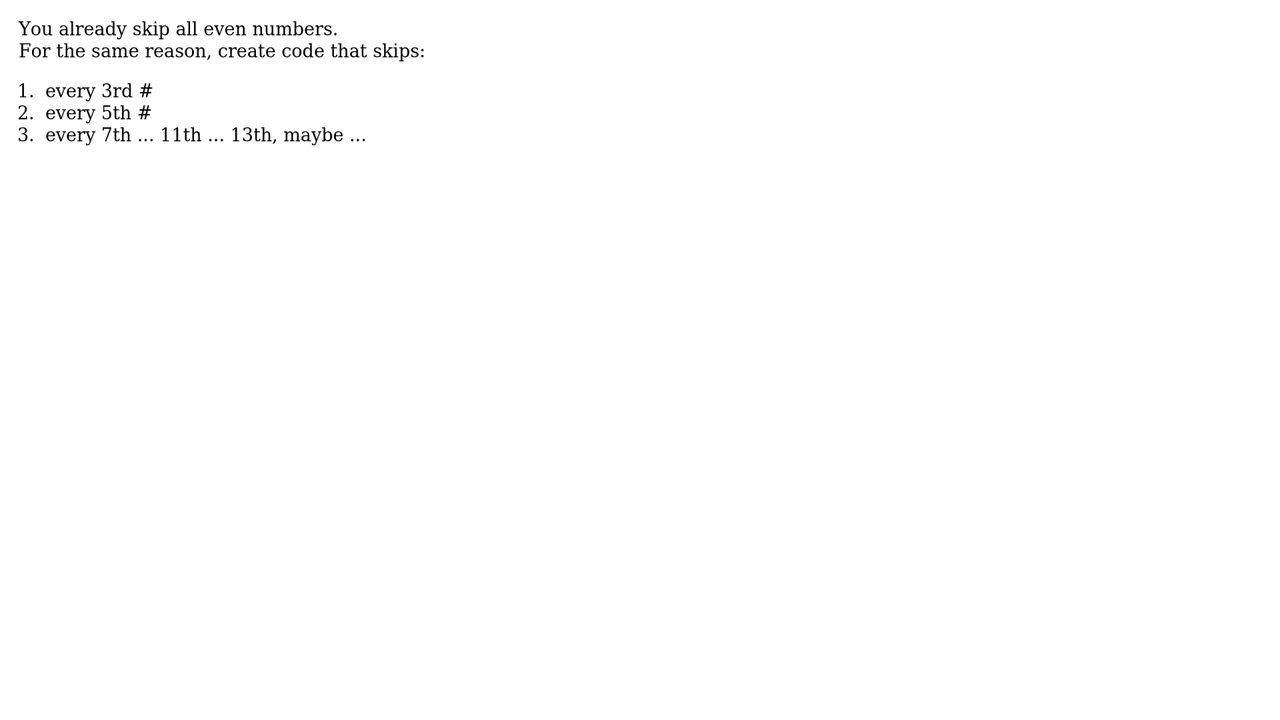 You already skip all even numbers.
For the same reason, create code that skips:
1. every 3rd #
2. every 5th #
3. every 7th ... 11th ... 13th, maybe ...